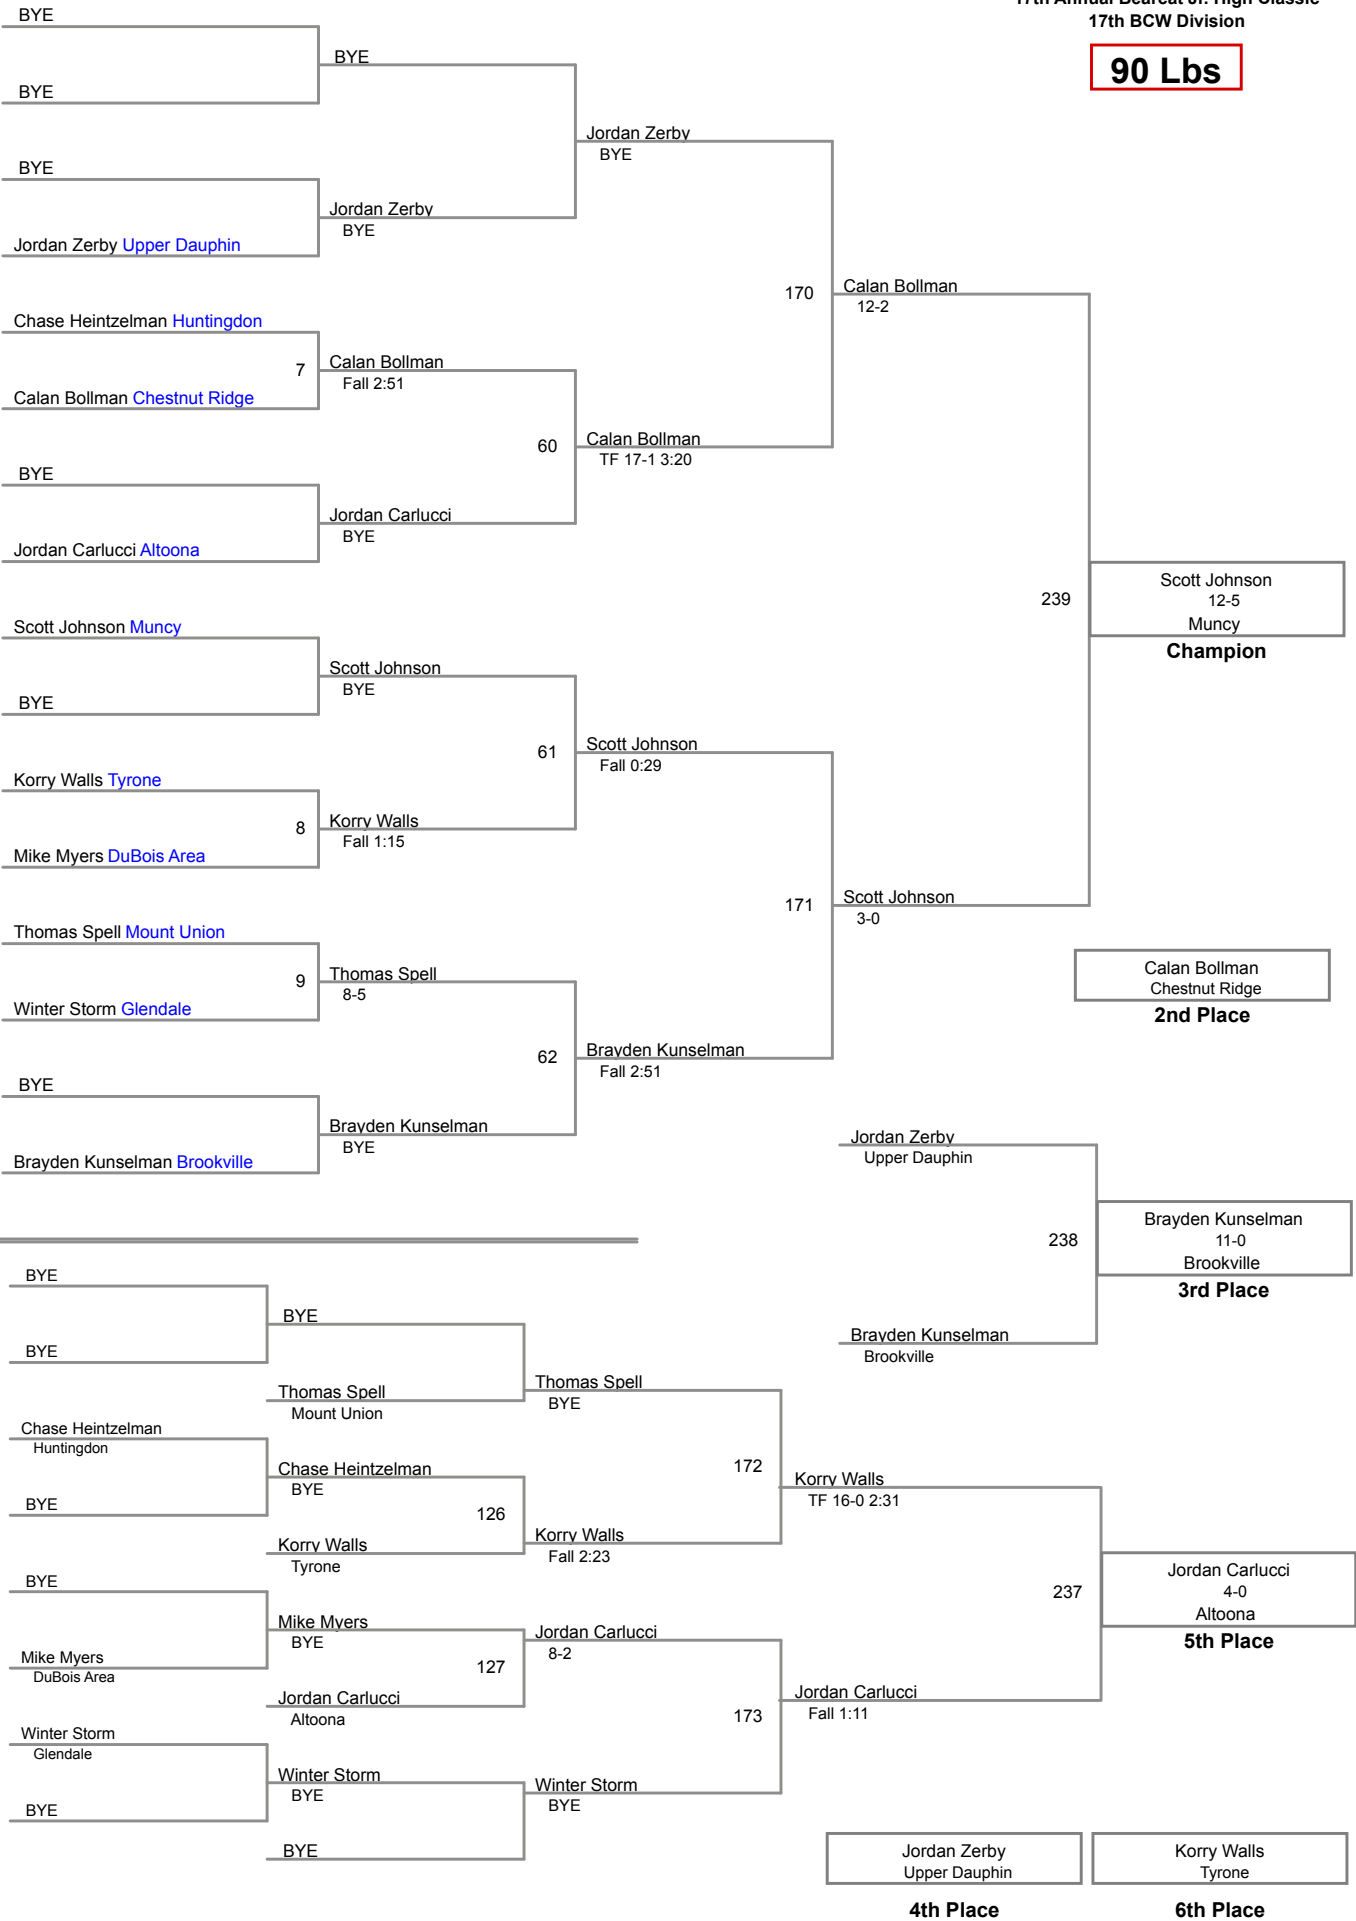 17th Annual Bearcat Jr. High Classic
17th BCW Division
90 Lbs
BYE
BYE
BYE
BYE
Jordan Zerby
BYE
BYE
Jordan Zerby
BYE
Jordan Zerby Upper Dauphin
170
Calan Bollman
12-2
Chase Heintzelman Huntingdon
7
Calan Bollman
Fall 2:51
Calan Bollman Chestnut Ridge
60
Calan Bollman
TF 17-1 3:20
BYE
Jordan Carlucci
BYE
Jordan Carlucci Altoona
239
Scott Johnson
12-5
Muncy
Champion
Scott Johnson Muncy
Scott Johnson
BYE
BYE
61
Scott Johnson
Fall 0:29
Korry Walls Tyrone
8
Korry Walls
Fall 1:15
Mike Myers DuBois Area
171
Scott Johnson
3-0
Thomas Spell Mount Union
9
Thomas Spell
8-5
Winter Storm Glendale
Calan Bollman
Chestnut Ridge
2nd Place
62
Brayden Kunselman
Fall 2:51
BYE
Brayden Kunselman
BYE
Brayden Kunselman Brookville
Jordan Zerby
Upper Dauphin
238
Brayden Kunselman
11-0
Brookville
3rd Place
Brayden Kunselman
Brookville
BYE
BYE
BYE
Thomas Spell
Mount Union
Thomas Spell
BYE
Chase Heintzelman
Huntingdon
Chase Heintzelman
BYE
BYE
126
Korry Walls
Tyrone
Korry Walls
Fall 2:23
172
Korry Walls
TF 16-0 2:31
BYE
Mike Myers
BYE
Mike Myers
DuBois Area
127
Jordan Carlucci
8-2
Jordan Carlucci
Altoona
237
Jordan Carlucci
4-0
Altoona
5th Place
173
Jordan Carlucci
Fall 1:11
Winter Storm
Glendale
Winter Storm
BYE
BYE
Winter Storm
BYE
BYE
Jordan Zerby
Upper Dauphin
4th Place
Korry Walls
Tyrone
6th Place